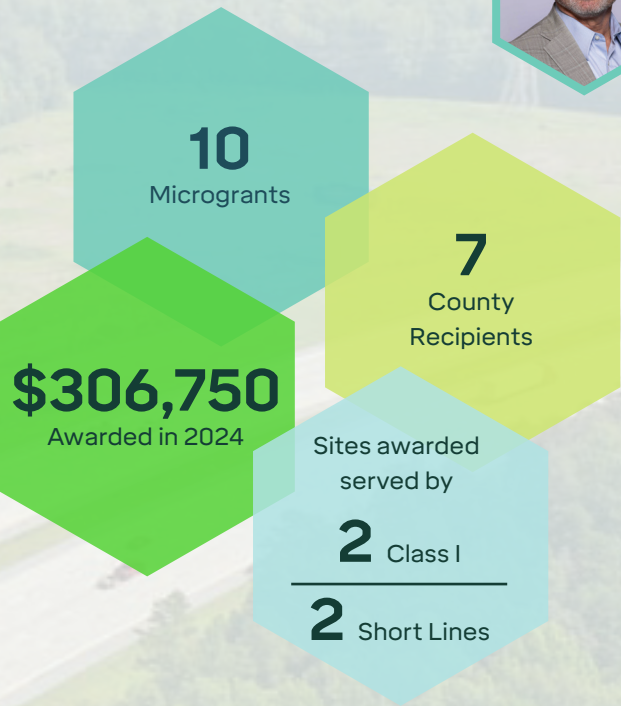 10
Microgrants
7
County
Recipients
$306,750
Awarded in 2024
Sites awarded
served by
2 Class I
2 Short Lines